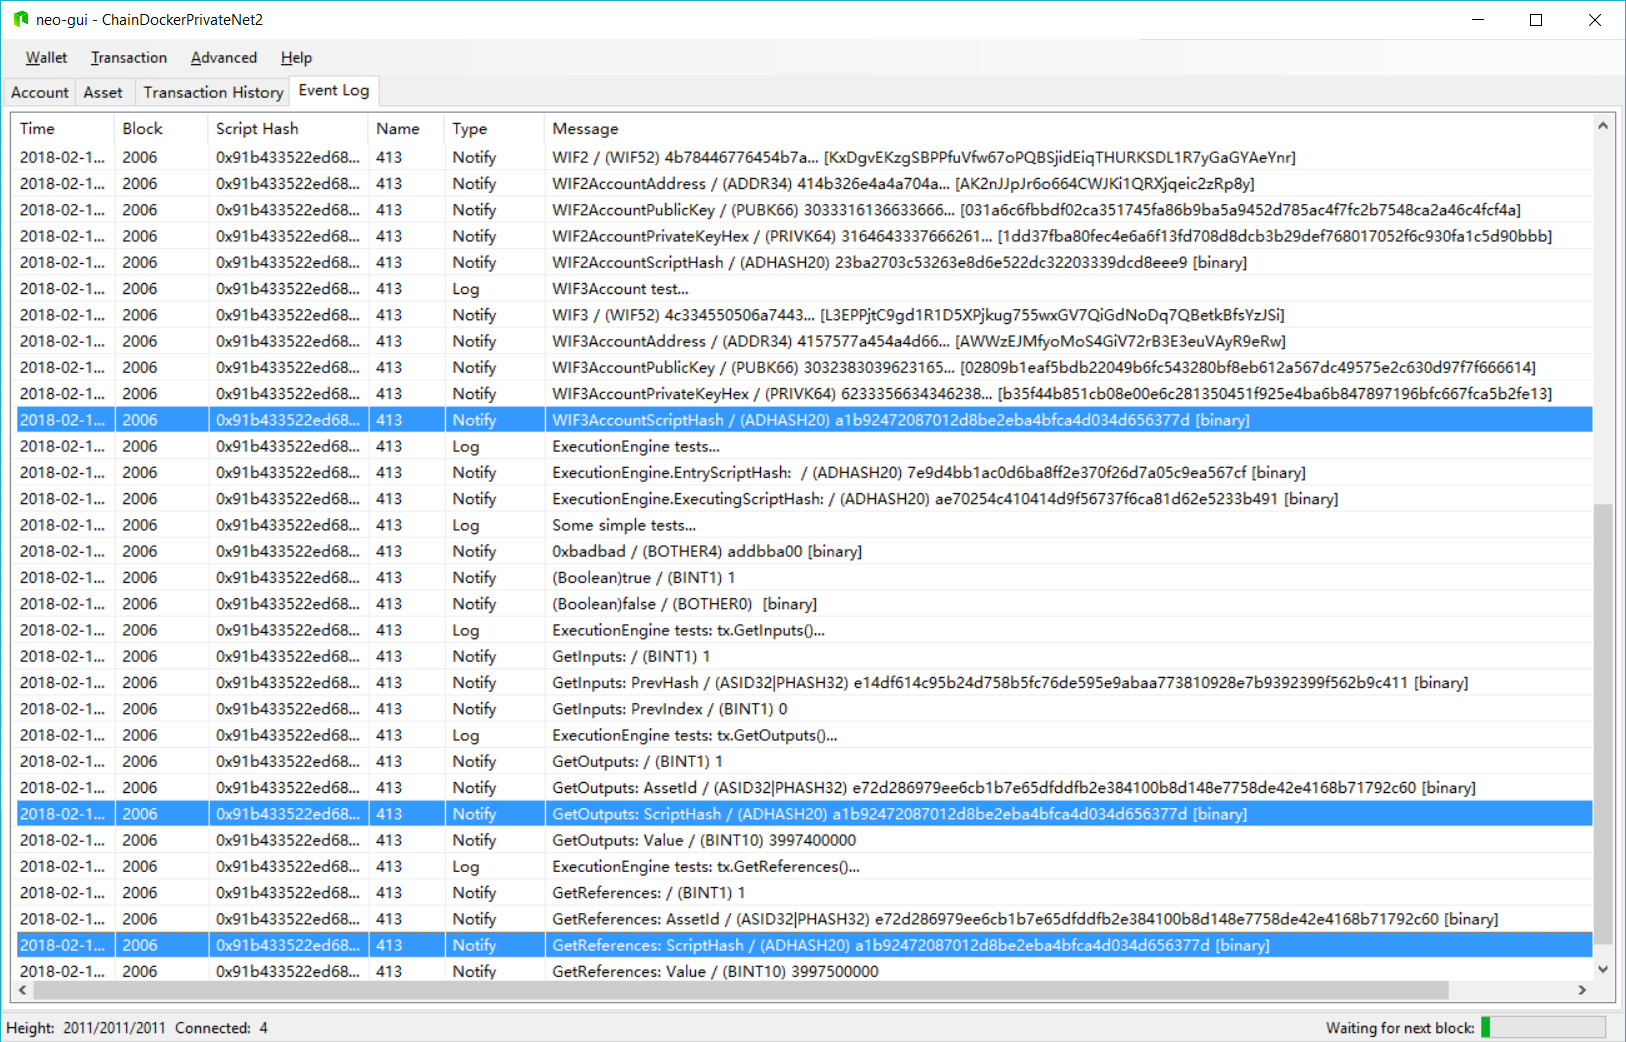 neo-gui - ChainDockerPrivateNet2
Wallet Transaction Advanced Help
Account Asset Transaction History Event Log
Time Block Script Hash Name Type Message
2018-02-1... 2006 0x91b433522ed68... 413 Notify WIF2 / (WIF52) 4b78446776454b7a... [KxDgvEKzgSBPPfuVfw67oPQBSjidEiqTHURKSDL1R7yGaGYAeYnr]
2018-02-1... 2006 0x91b433522ed68... 413 Notify WIF2AccountAddress / (ADDR34) 414b326e4a4a704a... [AK2nJJpJr6o664CWJKi1QRXjqeic2zRp8y]
2018-02-1... 2006 0x91b433522ed68... 413 Notify WIF2AccountPublicKey / (PUBK66) 3033316136633666... [031a6c6fbbdf02ca351745fa86b9ba5a9452d785ac4f7fc2b7548ca2a46c4fcf4a]
2018-02-1... 2006 0x91b433522ed68... 413 Notify WIF2AccountPrivateKeyHex / (PRIVK64) 3164643337666261... [1dd37fba80fec4e6a6f13fd708d8dcb3b29def768017052f6c930fa1c5d90bbb]
2018-02-1... 2006 0x91b433522ed68... 413 Notify WIF2AccountScriptHash / (ADHASH20) 23ba2703c53263e8d6e522dc32203339dcd8eee9 [binary]
2018-02-1... 2006 0x91b433522ed68... 413 Log WIF3Account test...
2018-02-1... 2006 0x91b433522ed68... 413 Notify WIF3 / (WIF52) 4c334550506a7443... [L3EPPjtC9gd1R1D5XPjkug755wxGV7QiGdNoDq7QBetkBfsYzJSi]
2018-02-1... 2006 0x91b433522ed68... 413 Notify WIF3AccountAddress / (ADDR34) 4157577a454a4d66... [AWWzEJMfyoMoS4GiV72rB3E3euVAyR9eRw]
2018-02-1... 2006 0x91b433522ed68... 413 Notify WIF3AccountPublicKey / (PUBK66) 3032383039623165... [02809b1eaf5bdb22049b6fc543280bf8eb612a567dc49575e2c630d97f7f666614]
2018-02-1... 2006 0x91b433522ed68... 413 Notify WIF3AccountPrivateKeyHex / (PRIVK64) 6233356634346238... [b35f44b851cb08e00e6c281350451f925e4ba6b847897196bfc667fca5b2fe13]
2018-02-1... 2006 0x91b433522ed68... 413 Notify WIF3AccountScriptHash / (ADHASH20) a1b92472087012d8be2eba4bfca4d034d656377d [binary]
2018-02-1... 2006 0x91b433522ed68... 413 Log ExecutionEngine tests...
2018-02-1... 2006 0x91b433522ed68... 413 Notify ExecutionEngine.EntryScriptHash:  / (ADHASH20) 7e9d4bb1ac0d6ba8ff2e370f26d7a05c9ea567cf [binary]
2018-02-1... 2006 0x91b433522ed68... 413 Notify ExecutionEngine.ExecutingScriptHash: / (ADHASH20) ae70254c410414d9f56737f6ca81d62e5233b491 [binary]
2018-02-1... 2006 0x91b433522ed68... 413 Log Some simple tests...
2018-02-1... 2006 0x91b433522ed68... 413 Notify 0xbadbad / (BOTHER4) addbba00 [binary]
2018-02-1... 2006 0x91b433522ed68... 413 Notify (Boolean)true / (BINT1) 1
2018-02-1... 2006 0x91b433522ed68... 413 Notify (Boolean)false / (BOTHER0)  [binary]
2018-02-1... 2006 0x91b433522ed68... 413 Log ExecutionEngine tests: tx.GetInputs()...
2018-02-1... 2006 0x91b433522ed68... 413 Notify GetInputs: / (BINT1) 1
2018-02-1... 2006 0x91b433522ed68... 413 Notify GetInputs: PrevHash / (ASID32|PHASH32) e14df614c95b24d758b5fc76de595e9abaa773810928e7b9392399f562b9c411 [binary]
2018-02-1... 2006 0x91b433522ed68... 413 Notify GetInputs: PrevIndex / (BINT1) 0
2018-02-1... 2006 0x91b433522ed68... 413 Log ExecutionEngine tests: tx.GetOutputs()...
2018-02-1... 2006 0x91b433522ed68... 413 Notify GetOutputs: / (BINT1) 1
2018-02-1... 2006 0x91b433522ed68... 413 Notify GetOutputs: AssetId / (ASID32|PHASH32) e72d286979ee6cb1b7e65dfddfb2e384100b8d148e7758de42e4168b71792c60 [binary]
2018-02-1... 2006 0x91b433522ed68... 413 Notify GetOutputs: ScriptHash / (ADHASH20) a1b92472087012d8be2eba4bfca4d034d656377d [binary]
2018-02-1... 2006 0x91b433522ed68... 413 Notify GetOutputs: Value / (BINT10) 3997400000
2018-02-1... 2006 0x91b433522ed68... 413 Log ExecutionEngine tests: tx.GetReferences()...
2018-02-1... 2006 0x91b433522ed68... 413 Notify GetReferences: / (BINT1) 1
2018-02-1... 2006 0x91b433522ed68... 413 Notify GetReferences: AssetId / (ASID32|PHASH32) e72d286979ee6cb1b7e65dfddfb2e384100b8d148e7758de42e4168b71792c60 [binary]
2018-02-1... 2006 0x91b433522ed68... 413 Notify GetReferences: ScriptHash / (ADHASH20) a1b92472087012d8be2eba4bfca4d034d656377d [binary]
2018-02-1... 2006 0x91b433522ed68... 413 Notify GetReferences: Value / (BINT10) 3997500000
Height: 2011/2011/2011 Connected: 4 Waiting for next block: